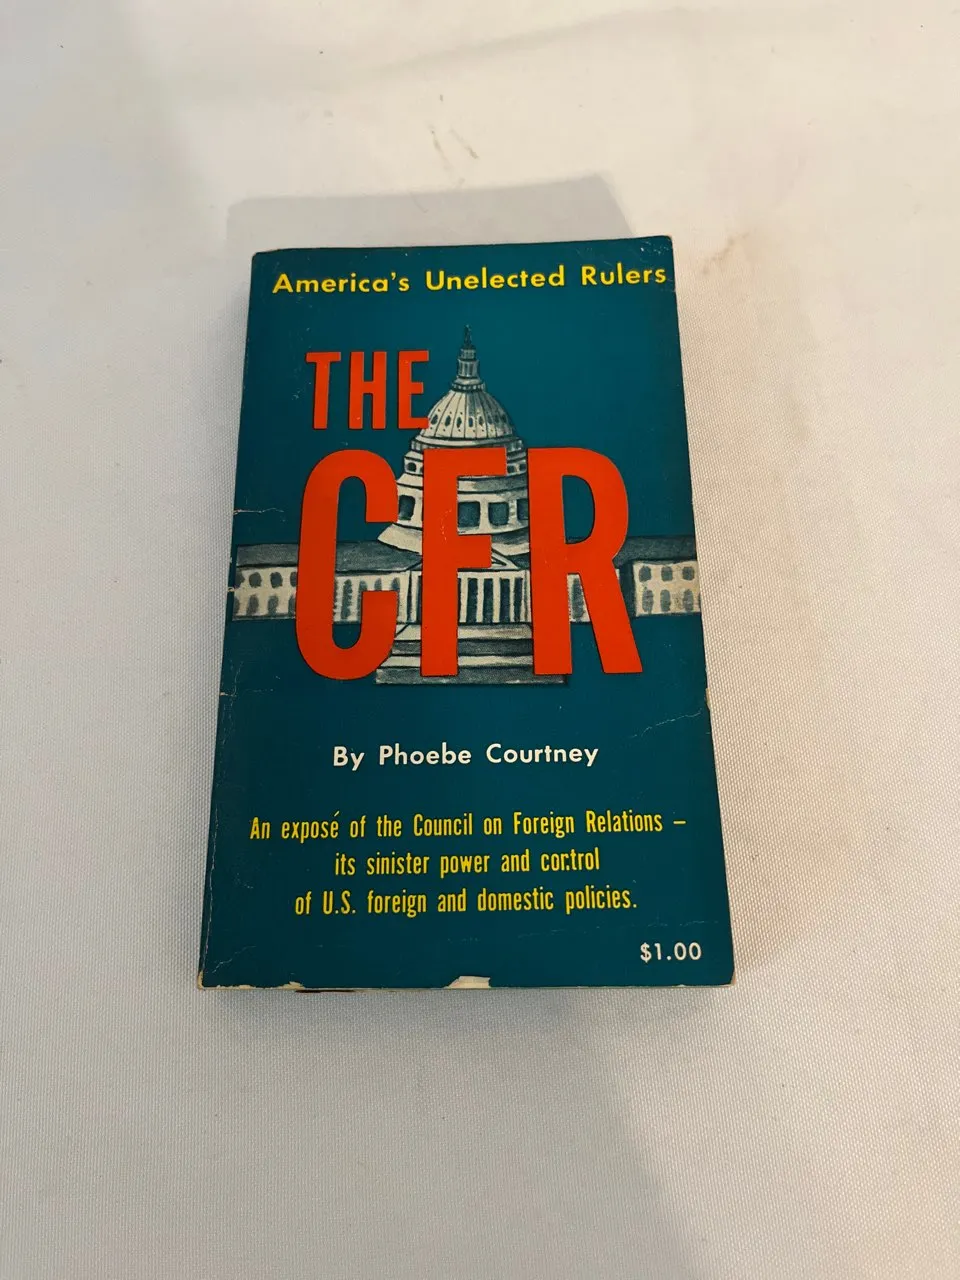 America's Unelected Rulers
THE
CFR
By Phoebe Courtney
An exposé of the Council on Foreign Relations –
its sinister power and control
of U.S. foreign and domestic policies.
$1.00